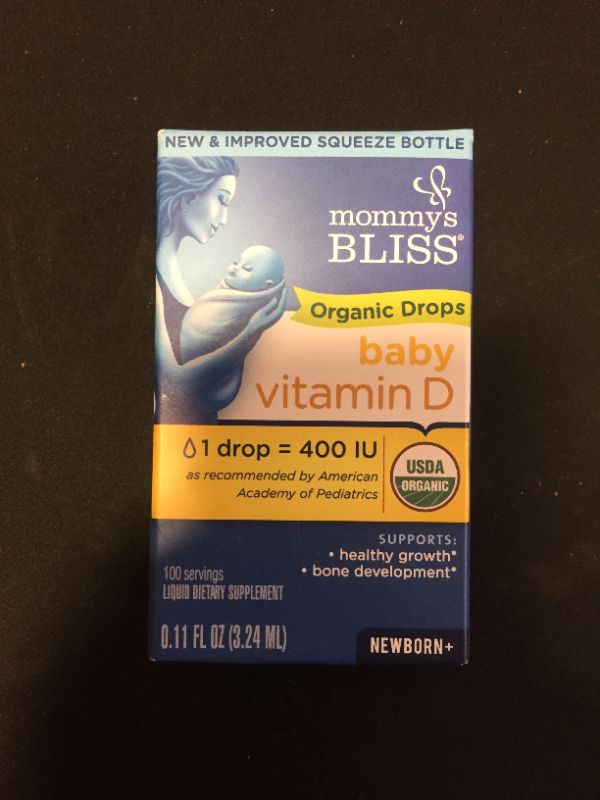 NEW & IMPROVED SQUEEZE BOTTLE
mommy's
BLISS®
Organic Drops
baby
vitamin D
1 drop = 400 IU
as recommended by American
Academy of Pediatrics
USDA
ORGANIC
SUPPORTS:
• healthy growth*
• bone development*
100 servings
LIQUID DIETARY SUPPLEMENT
0.11 FL OZ (3.24 ML)
NEWBORN+